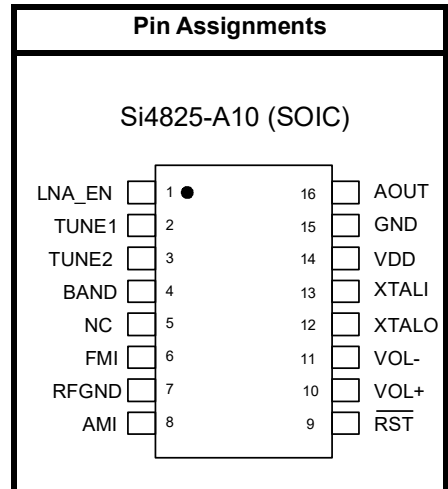 Pin Assignments
Si4825-A10 (SOIC)
LNA_EN 1 16 AOUT
TUNE1 2 15 GND
TUNE2 3 14 VDD
BAND 4 13 XTALI
NC 5 12 XTALO
FMI 6 11 VOL-
RFGND 7 10 VOL+
AMI 8 9 RST